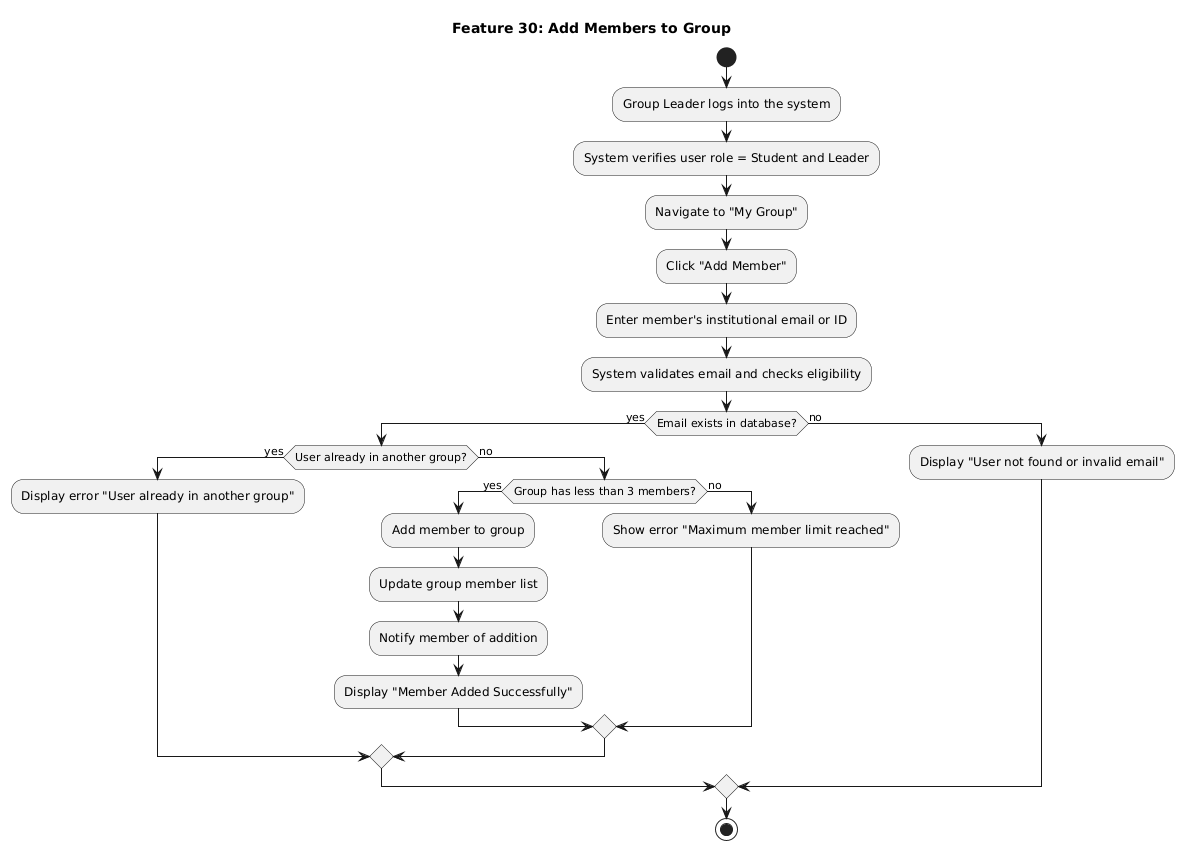 Feature 30: Add Members to Group
Group Leader logs into the system
System verifies user role = Student and Leader
Navigate to "My Group"
Click "Add Member"
Enter member's institutional email or ID
System validates email and checks eligibility
yes
Email exists in database?
no
yes
User already in another group?
no
Display "User not found or invalid email"
Display error "User already in another group"
yes
Group has less than 3 members?
no
Add member to group
Show error "Maximum member limit reached"
Update group member list
Notify member of addition
Display "Member Added Successfully"